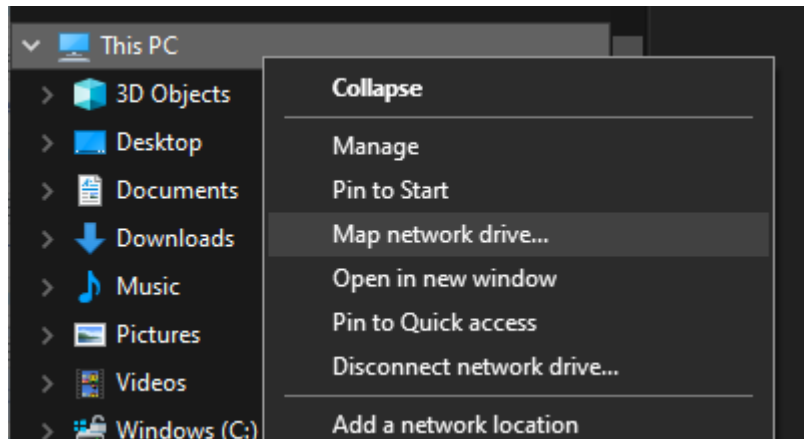 This PC
3D Objects
Desktop
Documents
Downloads
Music
Pictures
Videos
Windows (C:)
Collapse
Manage
Pin to Start
Map network drive...
Open in new window
Pin to Quick access
Disconnect network drive...
Add a network location